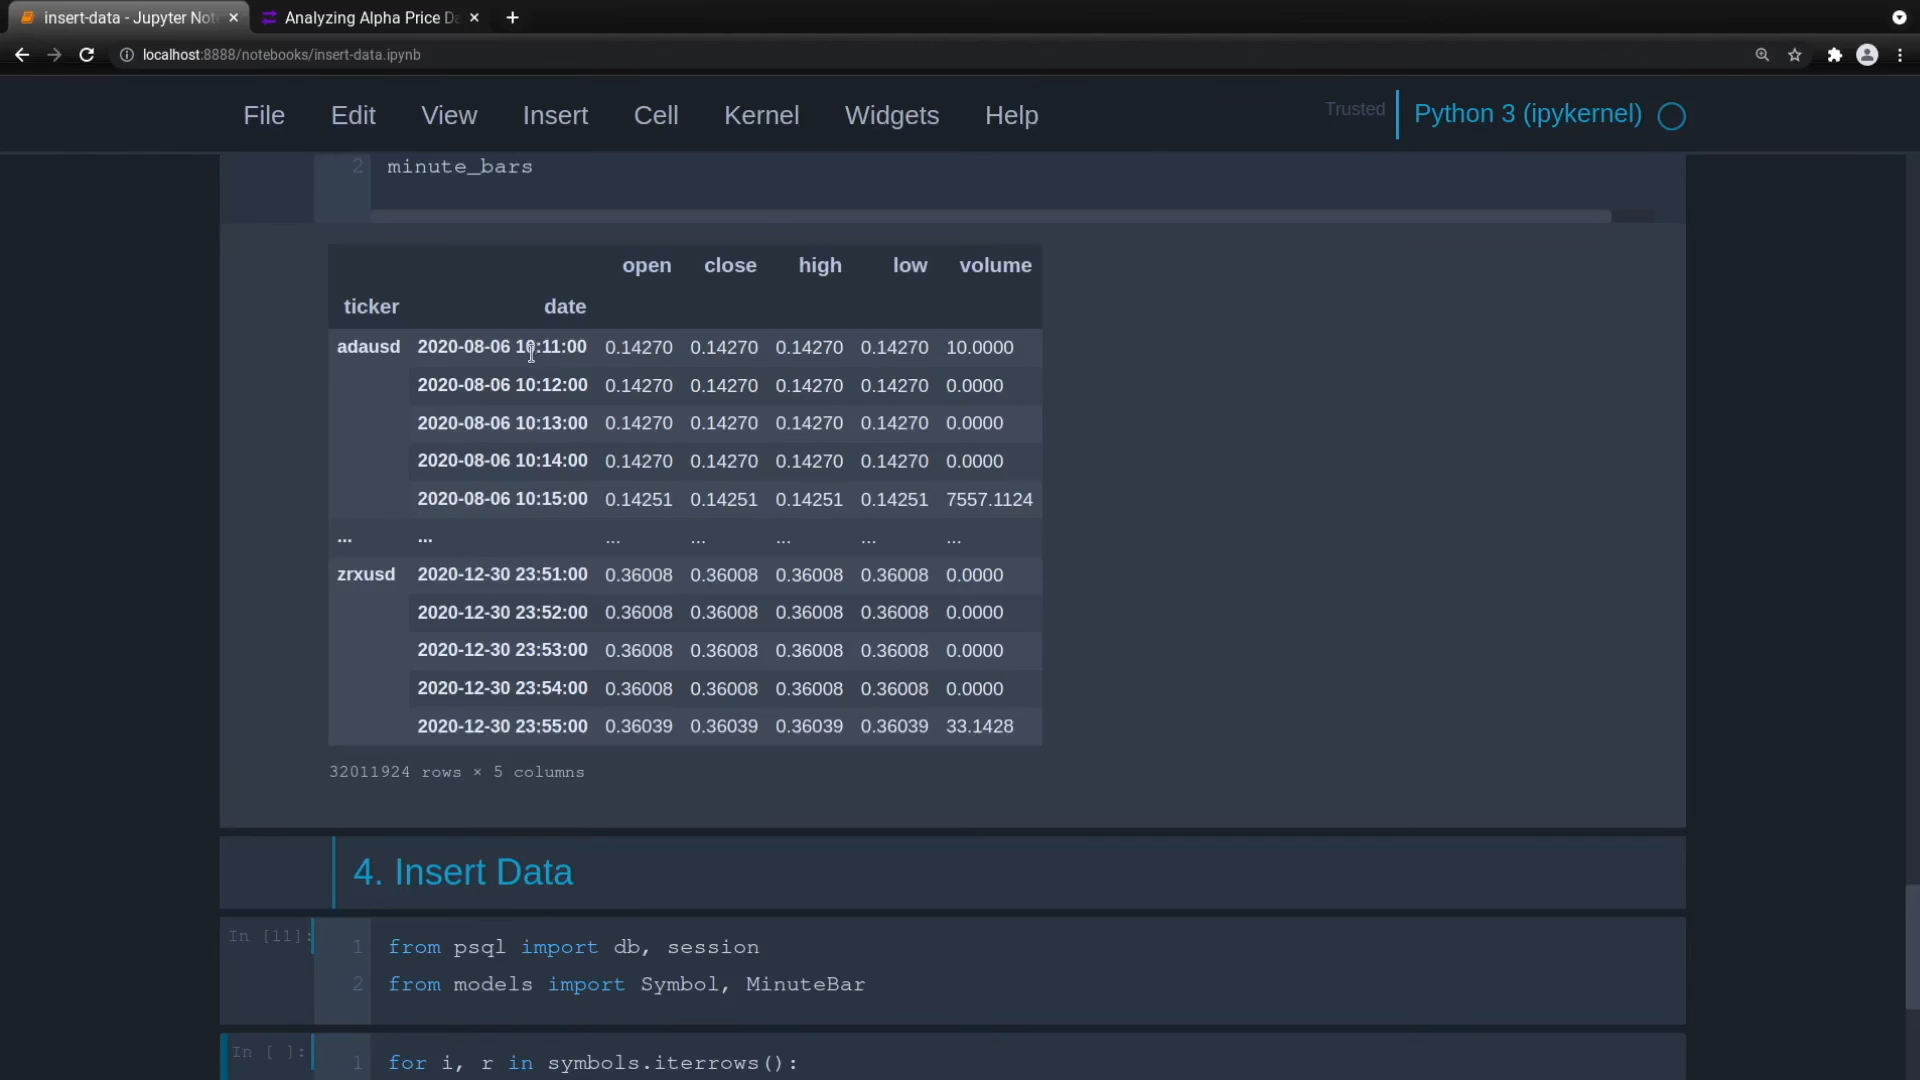 insert-data - Jupyter Not
Analyzing Alpha Price D
localhost:8888/notebooks/insert-data.ipynb
File Edit View Insert Cell Kernel Widgets Help
Trusted
Python 3 (ipykernel)
2 minute_bars
open close high low volume
ticker date
adausd 2020-08-06 10:11:00 0.14270 0.14270 0.14270 0.14270 10.0000
2020-08-06 10:12:00 0.14270 0.14270 0.14270 0.14270 0.0000
2020-08-06 10:13:00 0.14270 0.14270 0.14270 0.14270 0.0000
2020-08-06 10:14:00 0.14270 0.14270 0.14270 0.14270 0.0000
2020-08-06 10:15:00 0.14251 0.14251 0.14251 0.14251 7557.1124
... ... ... ... ... ... ...
zrxusd 2020-12-30 23:51:00 0.36008 0.36008 0.36008 0.36008 0.0000
2020-12-30 23:52:00 0.36008 0.36008 0.36008 0.36008 0.0000
2020-12-30 23:53:00 0.36008 0.36008 0.36008 0.36008 0.0000
2020-12-30 23:54:00 0.36008 0.36008 0.36008 0.36008 0.0000
2020-12-30 23:55:00 0.36039 0.36039 0.36039 0.36039 33.1428
32011924 rows × 5 columns
4. Insert Data
In [11]: 1 from psql import db, session
2 from models import Symbol, MinuteBar
In [ ]: 1 for i, r in symbols.iterrows():